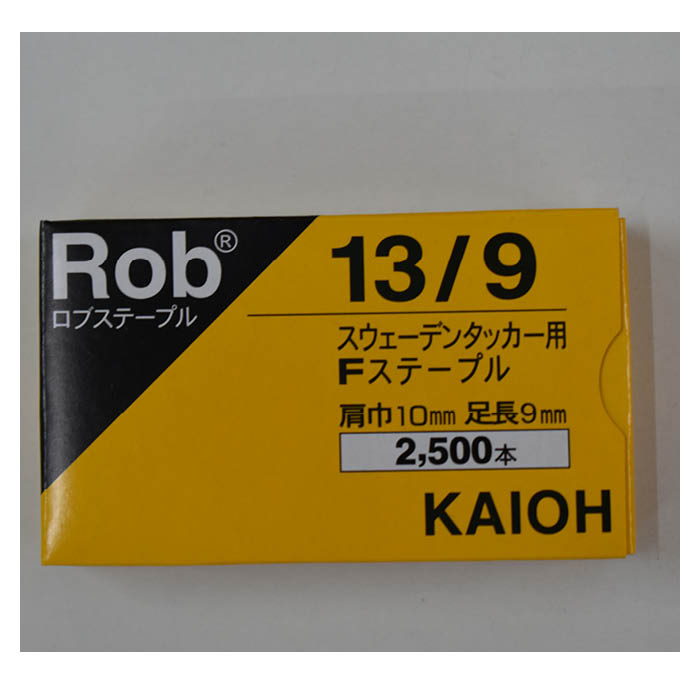 Rob®
ロブステープル
13/9
スウェーデンタッカー用
Fステープル
肩巾10mm 足長9mm
2,500本
KAIOH